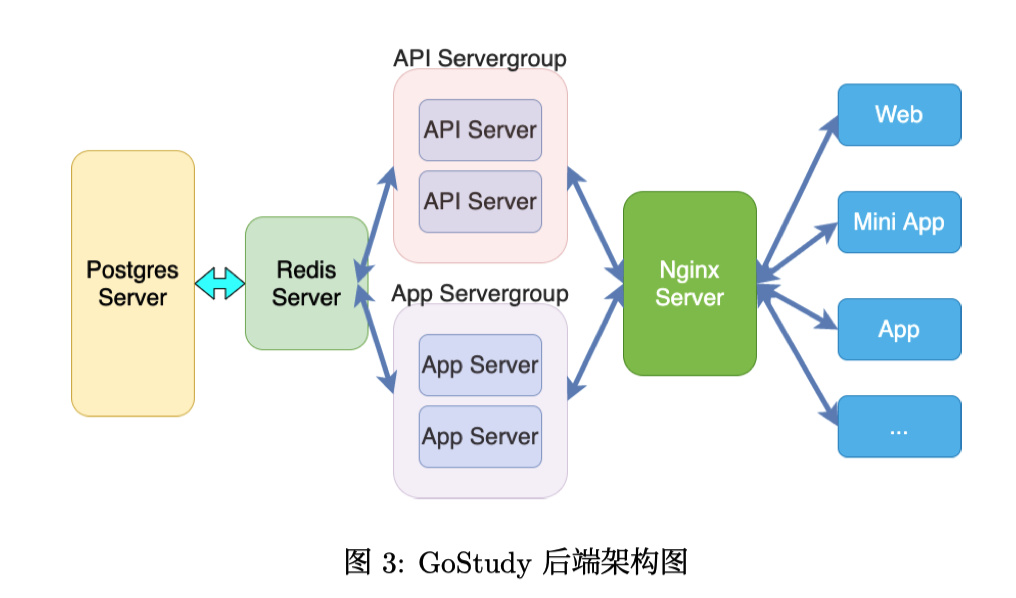 API Servergroup
API Server
API Server
Postgres
Server
Redis
Server
App Servergroup
App Server
App Server
Nginx
Server
Web
Mini App
App
...
图 3: GoStudy 后端架构图